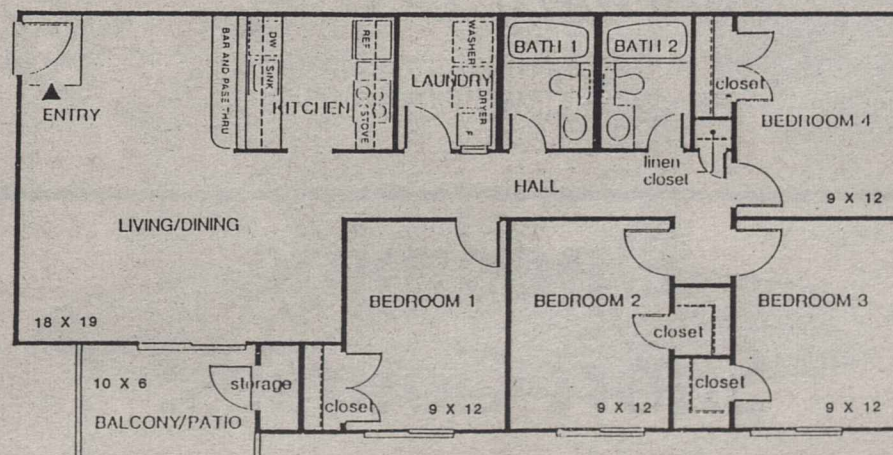 ENTRY
BAR AND PASE THRU
DW
SINK
KITCHEN
REF
STOVE
WASHER
LAUNDRY
DRYER
F
BATH 1
BATH 2
closet
BEDROOM 4
9 X 12
linen
closet
HALL
LIVING/DINING
18 X 19
BEDROOM 1
9 X 12
BEDROOM 2
9 X 12
BEDROOM 3
9 X 12
closet
closet
closet
storage
10 X 6
BALCONY/PATIO